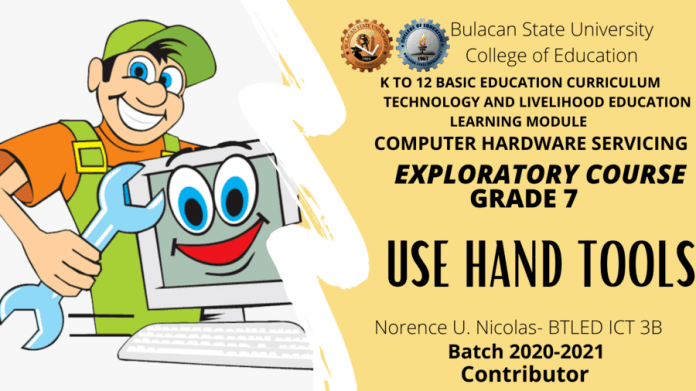 Bulacan State University
College of Education
K TO 12 BASIC EDUCATION CURRICULUM
TECHNOLOGY AND LIVELIHOOD EDUCATION
LEARNING MODULE
COMPUTER HARDWARE SERVICING
EXPLORATORY COURSE
GRADE 7
USE HAND TOOLS
Norence U. Nicolas- BTLED ICT 3B
Batch 2020-2021
Contributor